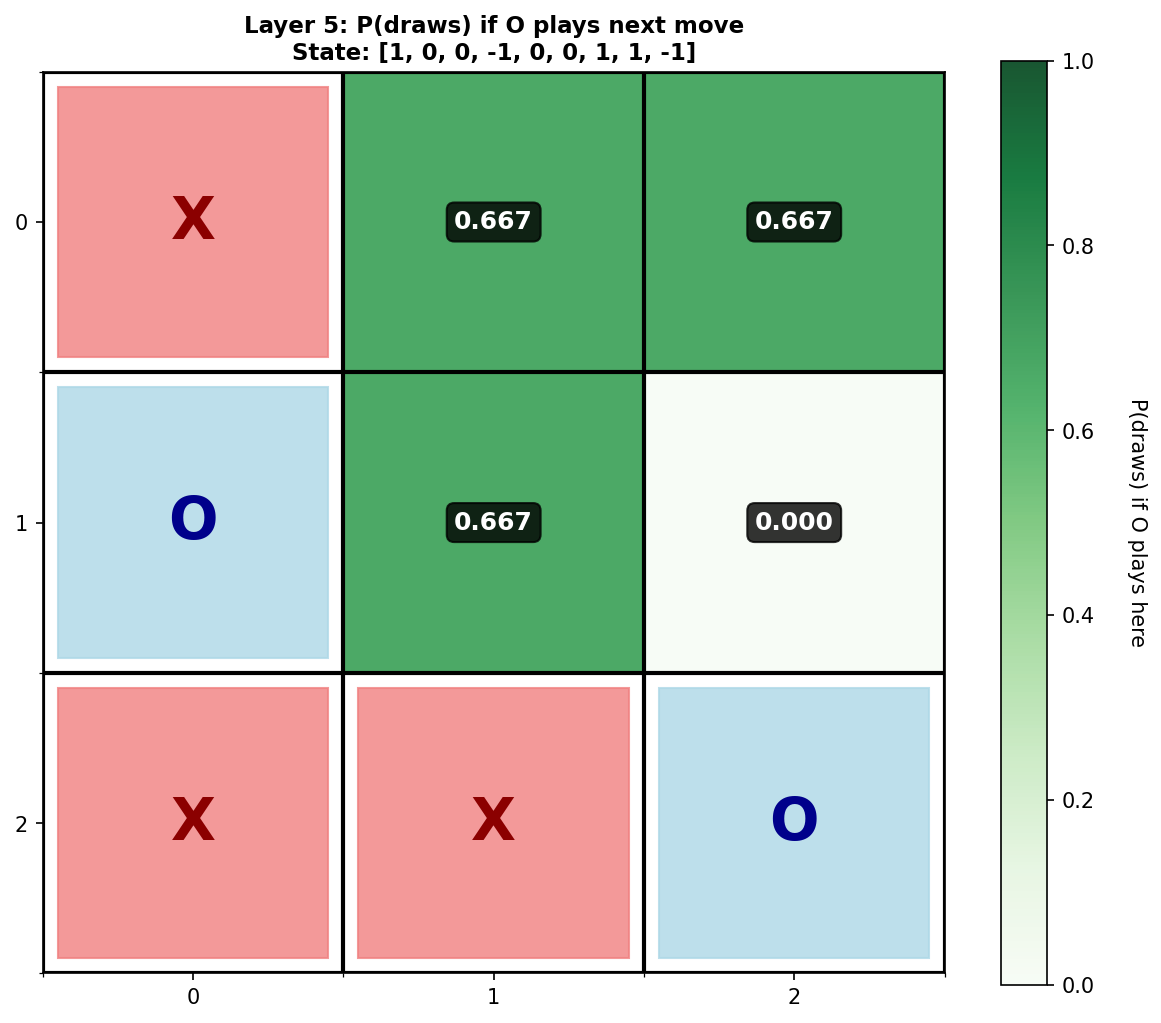 Layer 5: P(draws) if O plays next move
State: [1, 0, 0, -1, 0, 0, 1, 1, -1]
0
X
0.667
0.667
1
O
0.667
0.000
2
X
X
O
0
1
2
1.0
0.8
0.6
0.4
0.2
0.0
P(draws) if O plays here